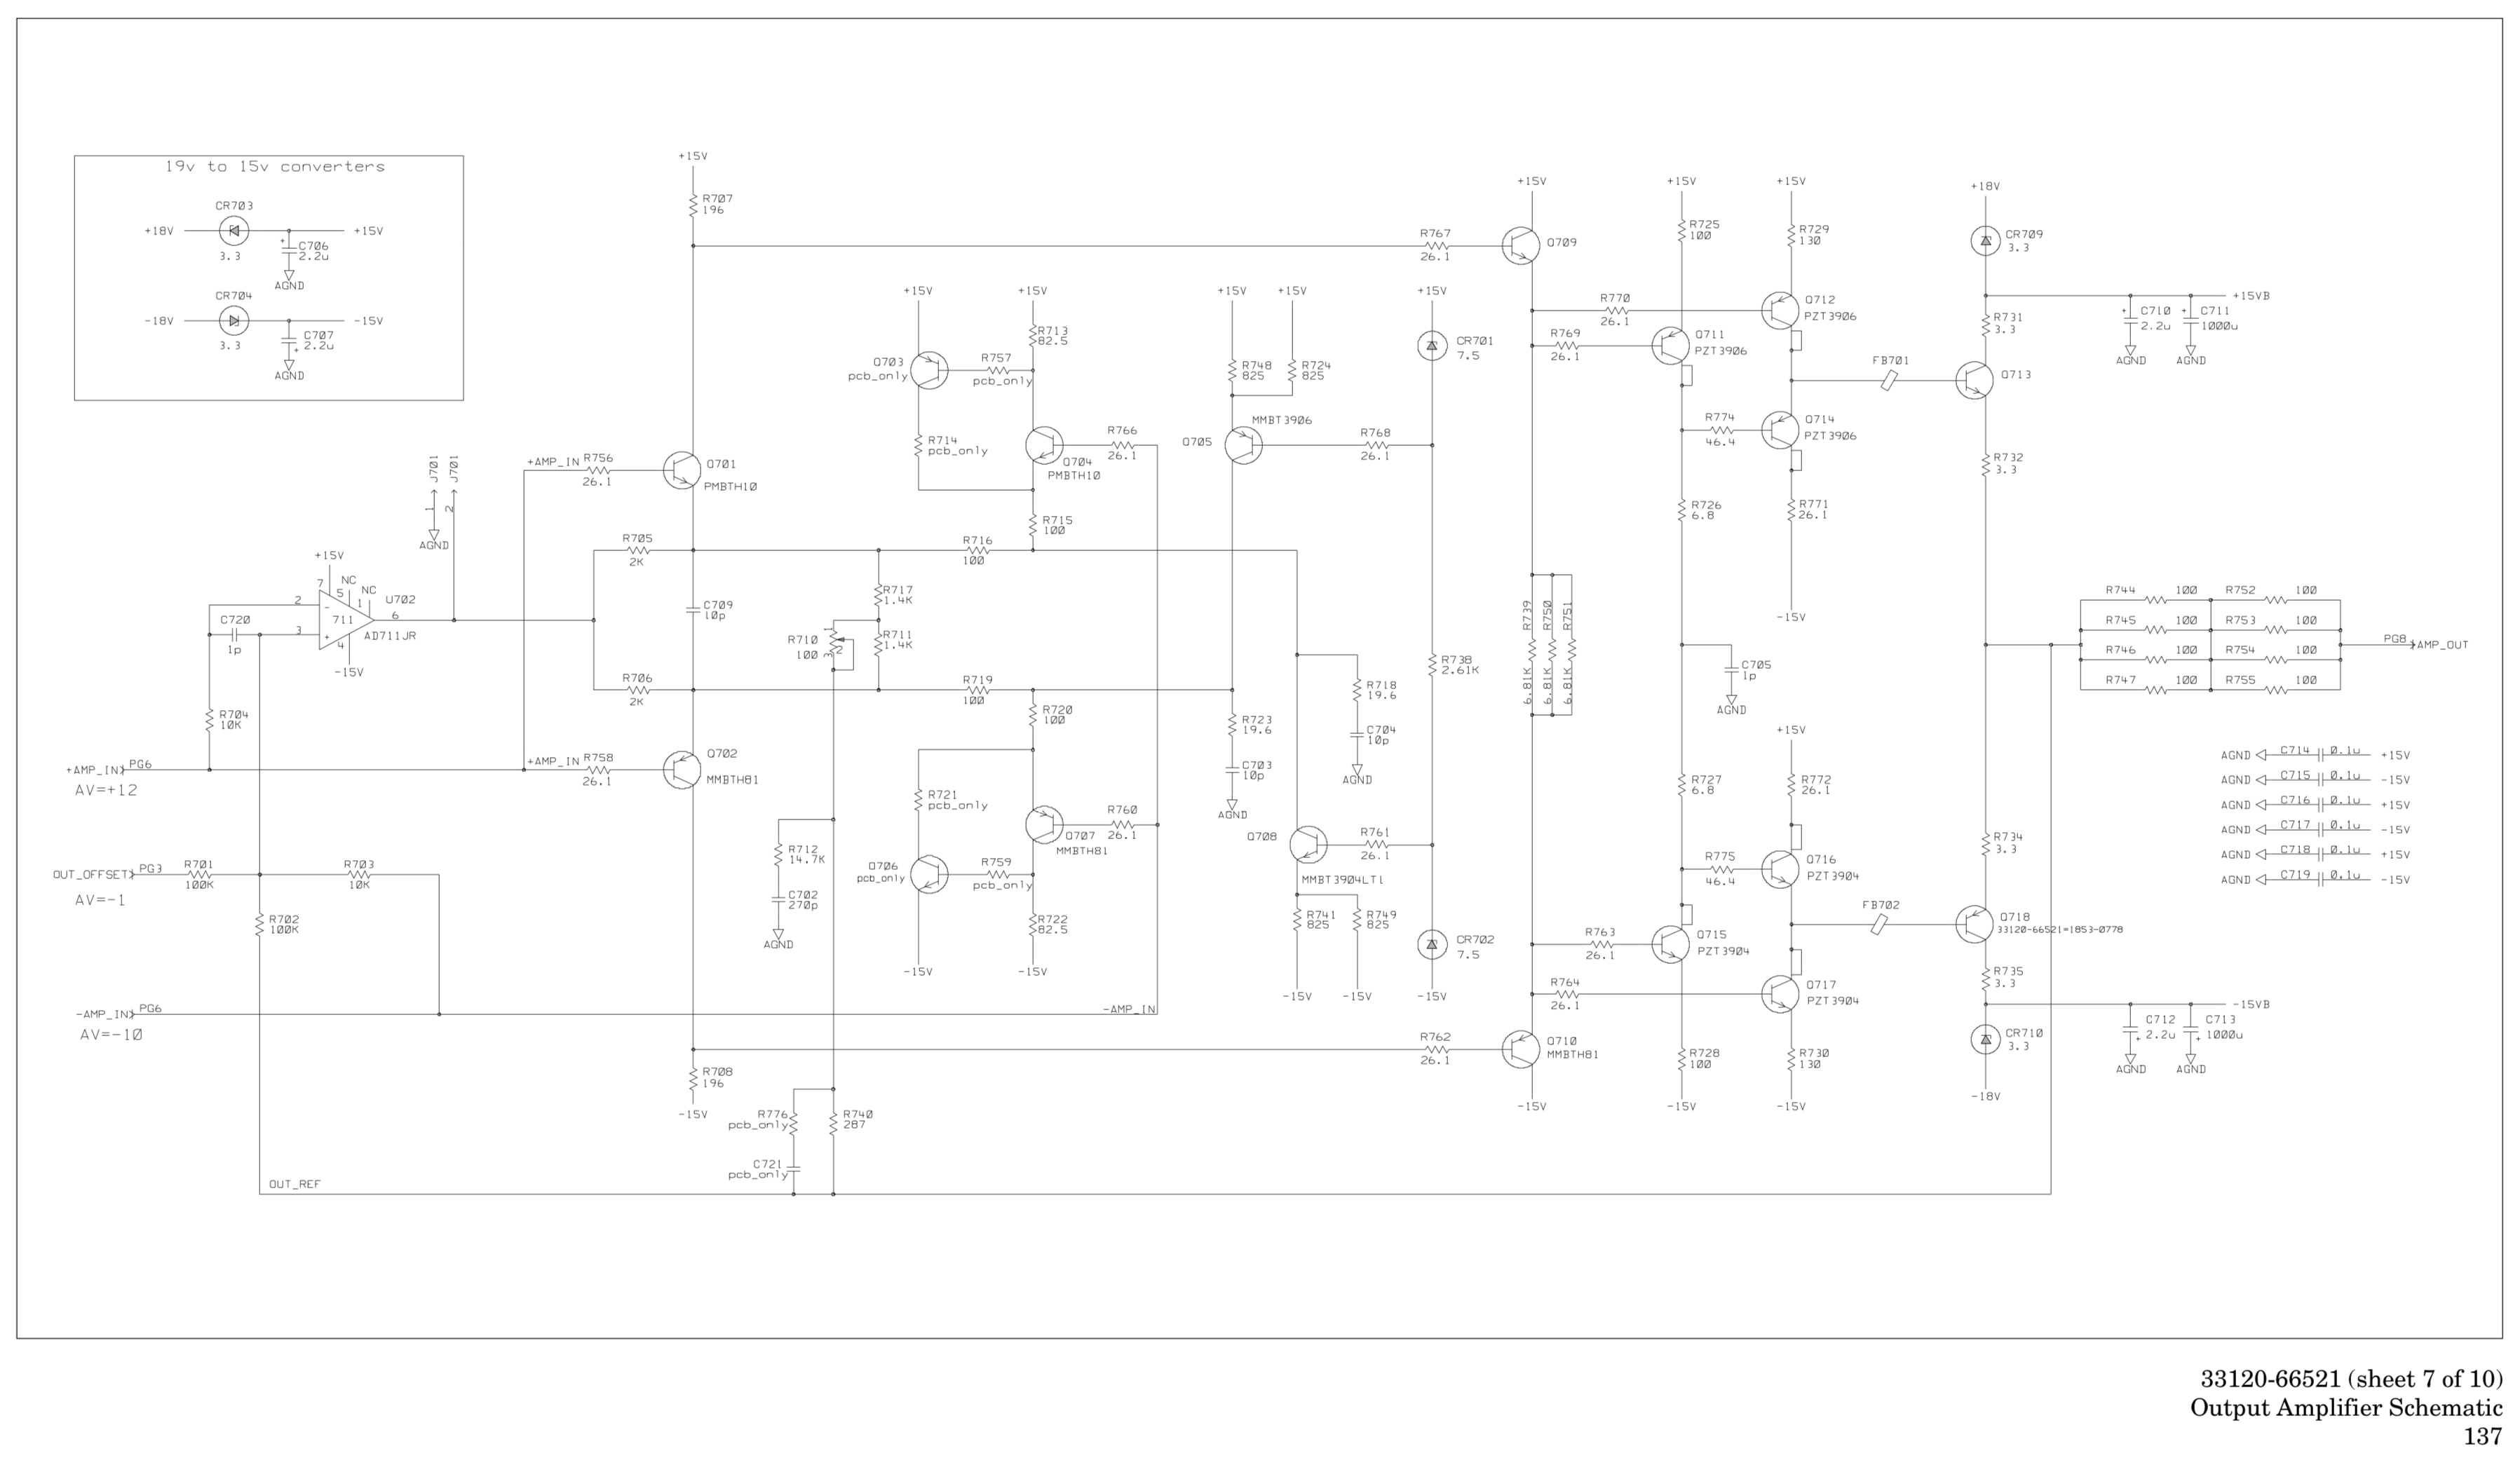 19v to 15v converters
CR703
+18V
+15V
3.3
C706
2.2u
AGND
CR704
-18V
-15V
3.3
C707
2.2u
AGND
+15V
R707
196
+AMP_IN
R756
26.1
Q701
PMBTH10
J701
J701
1
2
AGND
+15V
7
NC
5
NC
1
U702
2
3
711
6
4
AD711JR
-15V
C720
1p
R704
10K
+AMP_IN
PG6
AV=+12
R705
2K
R706
2K
C709
10p
+AMP_IN
R758
26.1
Q702
MMBTH81
OUT_OFFSET
PG3
AV=-1
R701
100K
R703
10K
R702
100K
-AMP_IN
PG6
AV=-10
-AMP_IN
R708
196
-15V
OUT_REF
+15V
Q703
pcb_only
R757
pcb_only
R714
pcb_only
+15V
R713
82.5
Q704
PMBTH10
R766
26.1
R715
100
R716
100
R717
1.4K
R710
100
1
2
3
R711
1.4K
R719
100
R720
100
R721
pcb_only
Q706
pcb_only
R759
pcb_only
Q707
MMBTH81
R760
26.1
R722
82.5
-15V
-15V
R712
14.7K
C702
270p
AGND
R776
pcb_only
C721
pcb_only
R740
287
+15V
+15V
R748
825
R724
825
MMBT3906
Q705
R768
26.1
+15V
CR701
7.5
R738
2.61K
R723
19.6
C703
10p
AGND
R718
19.6
C704
10p
AGND
Q708
R761
26.1
MMBT3904LT1
R741
825
R749
825
-15V
-15V
CR702
7.5
-15V
+15V
R767
26.1
Q709
R770
26.1
R769
26.1
R739
R750
R751
6.81K
6.81K
6.81K
R763
26.1
R764
26.1
R762
26.1
Q710
MMBTH81
-15V
+15V
R725
100
Q711
PZT3906
+15V
R729
130
Q712
PZT3906
R774
46.4
Q714
PZT3906
R726
6.8
R771
26.1
-15V
C705
1p
AGND
R727
6.8
+15V
R772
26.1
R775
46.4
Q716
PZT3904
Q715
PZT3904
Q717
PZT3904
R728
100
-15V
R730
130
-15V
FB701
FB702
+18V
CR709
3.3
+15VB
R731
3.3
C710
2.2u
AGND
C711
1000u
AGND
Q713
R732
3.3
R734
3.3
Q718
33120-66521=1853-0778
R735
3.3
-15VB
CR710
3.3
-18V
C712
2.2u
AGND
C713
1000u
AGND
R744 100 R752 100
R745 100 R753 100
R746 100 R754 100
R747 100 R755 100
PG8
AMP_OUT
AGND C714 0.1u +15V
AGND C715 0.1u -15V
AGND C716 0.1u +15V
AGND C717 0.1u -15V
AGND C718 0.1u +15V
AGND C719 0.1u -15V
33120-66521 (sheet 7 of 10)
Output Amplifier Schematic
137